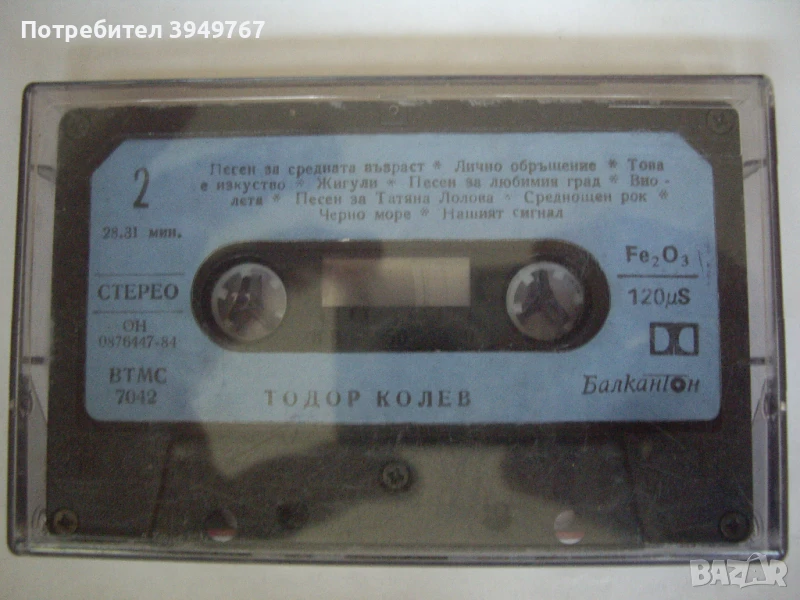 Потребител 3949767
2
Песен за средната възраст * Лично обръщение * Това
е изкуство * Жигули * Песен за любимия град * Вио-
лета * Песен за Татяна Лолова * Среднощен рок *
Черно море * Нашият сигнал
28.31 мин.
СТЕРЕО
ОН
0876447-84
ВТМС
7042
Fe₂O₃
120µS
ТОДОР КОЛЕВ
Балкантон
BAZAR